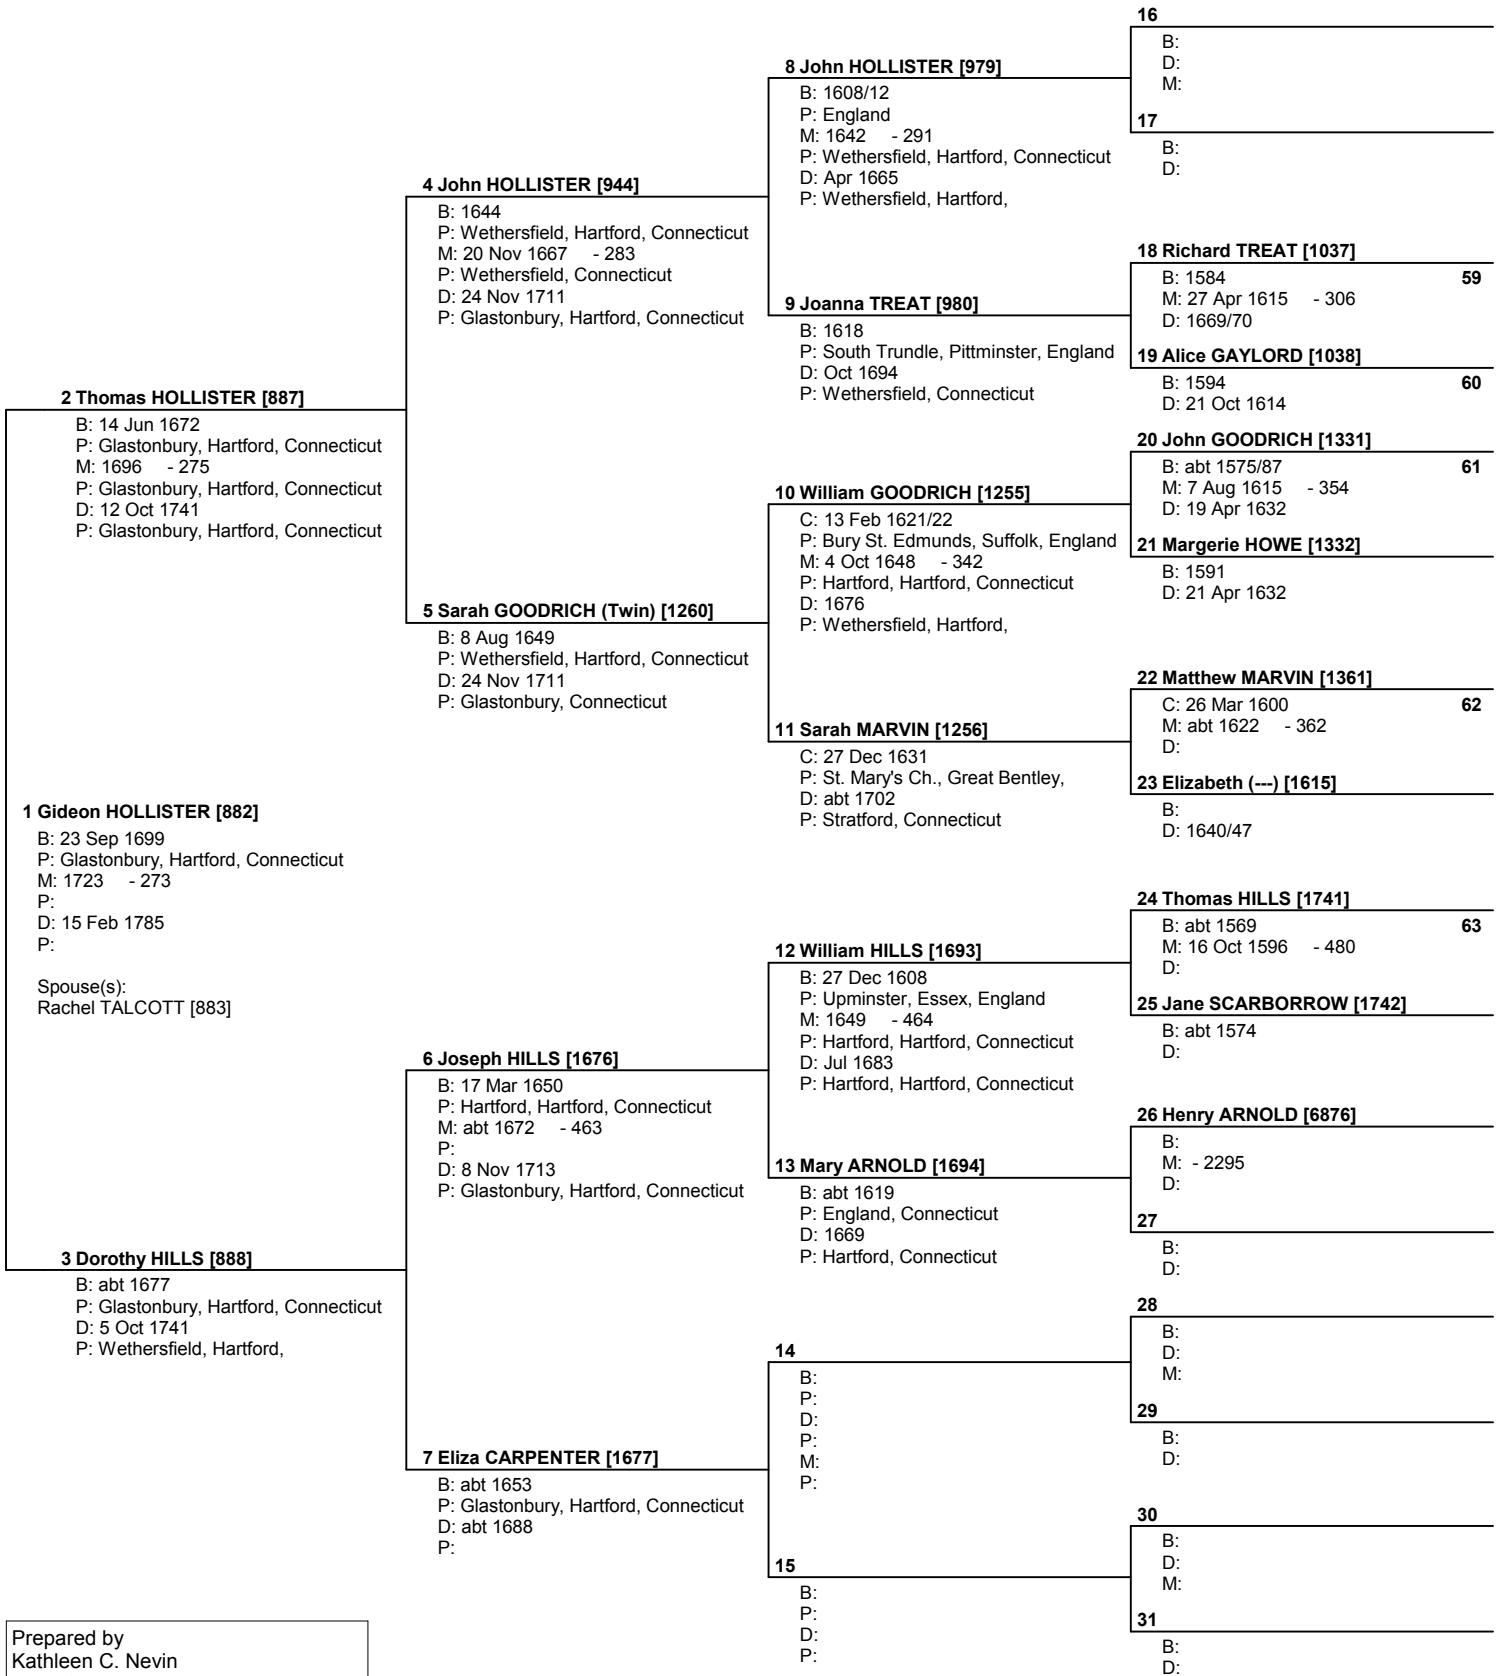 1 Gideon HOLLISTER [882]
B: 23 Sep 1699
P: Glastonbury, Hartford, Connecticut
M: 1723 - 273
P:
D: 15 Feb 1785
P:
Spouse(s):
Rachel TALCOTT [883]
2 Thomas HOLLISTER [887]
B: 14 Jun 1672
P: Glastonbury, Hartford, Connecticut
M: 1696 - 275
P: Glastonbury, Hartford, Connecticut
D: 12 Oct 1741
P: Glastonbury, Hartford, Connecticut
3 Dorothy HILLS [888]
B: abt 1677
P: Glastonbury, Hartford, Connecticut
D: 5 Oct 1741
P: Wethersfield, Hartford,
4 John HOLLISTER [944]
B: 1644
P: Wethersfield, Hartford, Connecticut
M: 20 Nov 1667 - 283
P: Wethersfield, Connecticut
D: 24 Nov 1711
P: Glastonbury, Hartford, Connecticut
5 Sarah GOODRICH (Twin) [1260]
B: 8 Aug 1649
P: Wethersfield, Hartford, Connecticut
D: 24 Nov 1711
P: Glastonbury, Connecticut
6 Joseph HILLS [1676]
B: 17 Mar 1650
P: Hartford, Hartford, Connecticut
M: abt 1672 - 463
P:
D: 8 Nov 1713
P: Glastonbury, Hartford, Connecticut
7 Eliza CARPENTER [1677]
B: abt 1653
P: Glastonbury, Hartford, Connecticut
D: abt 1688
P:
8 John HOLLISTER [979]
B: 1608/12
P: England
M: 1642 - 291
P: Wethersfield, Hartford, Connecticut
D: Apr 1665
P: Wethersfield, Hartford,
9 Joanna TREAT [980]
B: 1618
P: South Trundle, Pittminster, England
D: Oct 1694
P: Wethersfield, Connecticut
10 William GOODRICH [1255]
C: 13 Feb 1621/22
P: Bury St. Edmunds, Suffolk, England
M: 4 Oct 1648 - 342
P: Hartford, Hartford, Connecticut
D: 1676
P: Wethersfield, Hartford,
11 Sarah MARVIN [1256]
C: 27 Dec 1631
P: St. Mary's Ch., Great Bentley,
D: abt 1702
P: Stratford, Connecticut
12 William HILLS [1693]
B: 27 Dec 1608
P: Upminster, Essex, England
M: 1649 - 464
P: Hartford, Hartford, Connecticut
D: Jul 1683
P: Hartford, Hartford, Connecticut
13 Mary ARNOLD [1694]
B: abt 1619
P: England, Connecticut
D: 1669
P: Hartford, Connecticut
14
B:
P:
D:
P:
M:
P:
15
B:
P:
D:
P:
16
B:
D:
M:
17
B:
D:
18 Richard TREAT [1037]
B: 1584 59
M: 27 Apr 1615 - 306
D: 1669/70
19 Alice GAYLORD [1038]
B: 1594 60
D: 21 Oct 1614
20 John GOODRICH [1331]
B: abt 1575/87 61
M: 7 Aug 1615 - 354
D: 19 Apr 1632
21 Margerie HOWE [1332]
B: 1591
D: 21 Apr 1632
22 Matthew MARVIN [1361]
C: 26 Mar 1600 62
M: abt 1622 - 362
D:
23 Elizabeth (---) [1615]
B:
D: 1640/47
24 Thomas HILLS [1741]
B: abt 1569 63
M: 16 Oct 1596 - 480
D:
25 Jane SCARBORROW [1742]
B: abt 1574
D:
26 Henry ARNOLD [6876]
B:
M: - 2295
D:
27
B:
D:
28
B:
D:
M:
29
B:
D:
30
B:
D:
M:
31
B:
D:
Prepared by
Kathleen C. Nevin